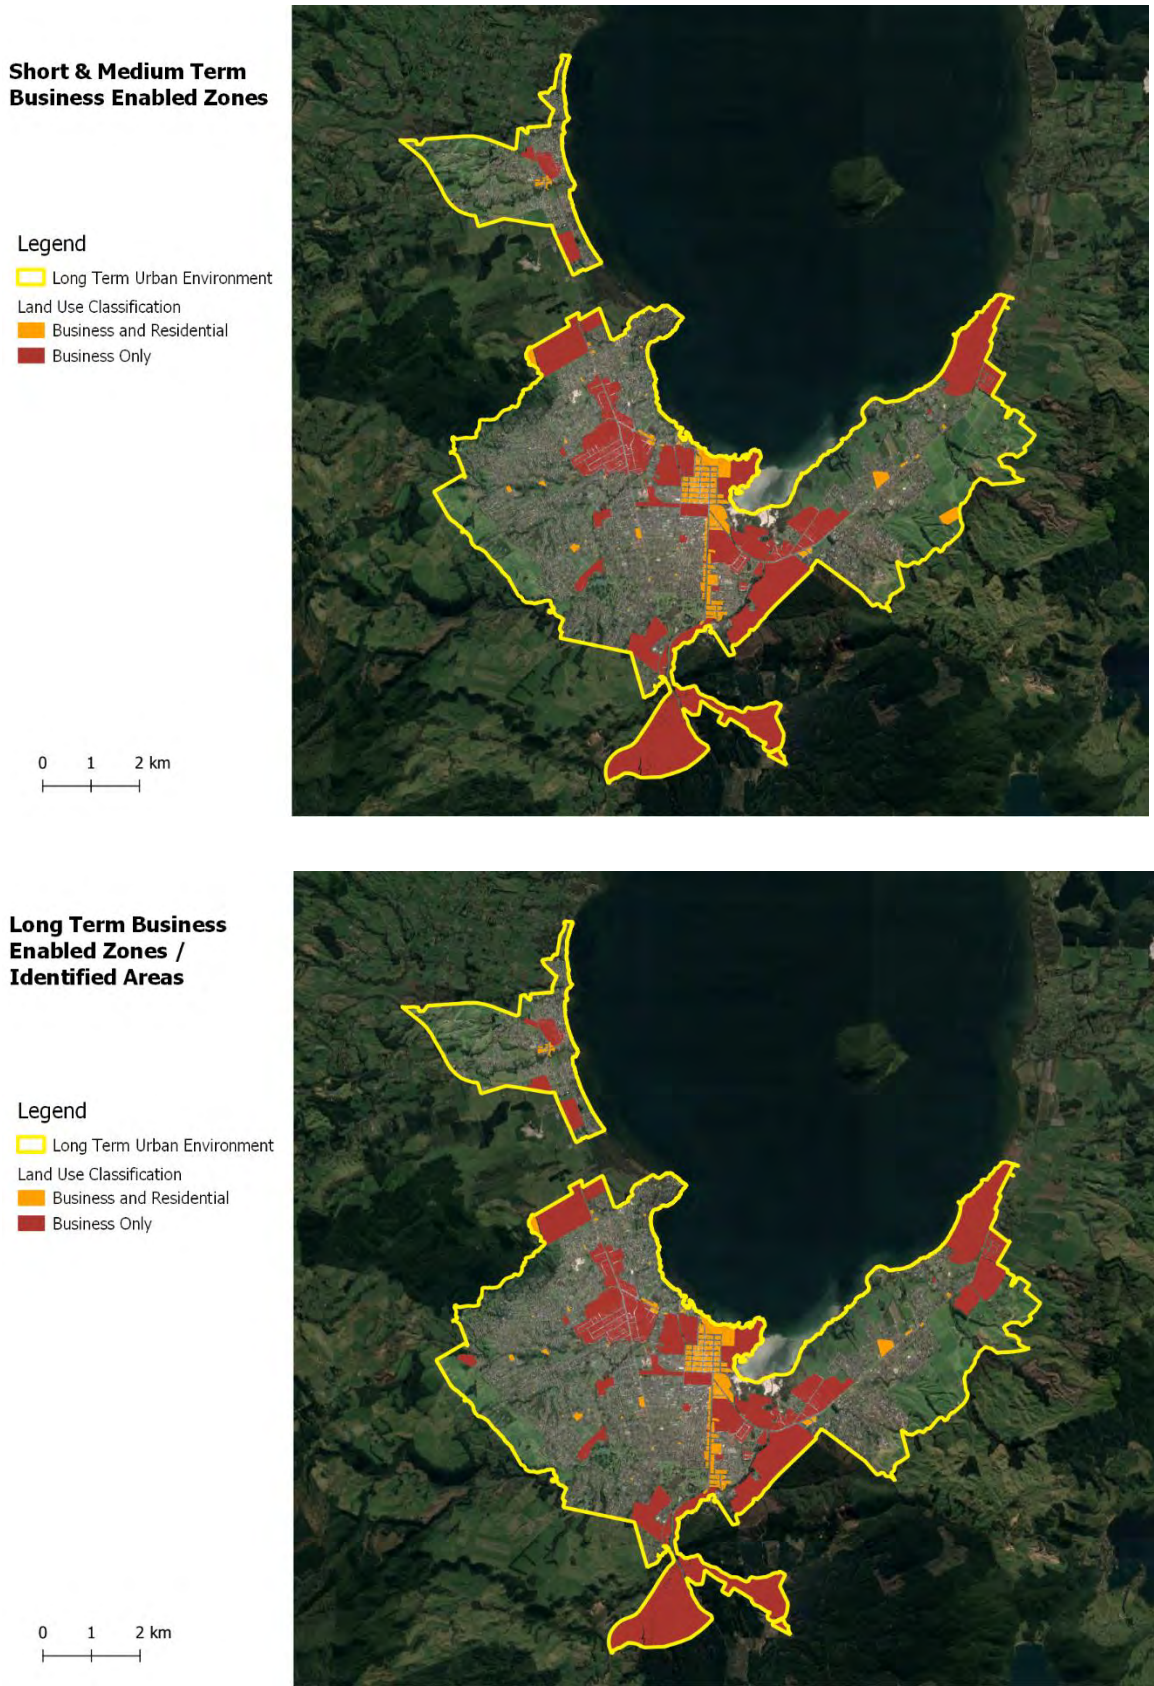 Short & Medium Term
Business Enabled Zones
Legend
Long Term Urban Environment
Land Use Classification
Business and Residential
Business Only
0 1 2 km
Long Term Business
Enabled Zones /
Identified Areas
Legend
Long Term Urban Environment
Land Use Classification
Business and Residential
Business Only
0 1 2 km